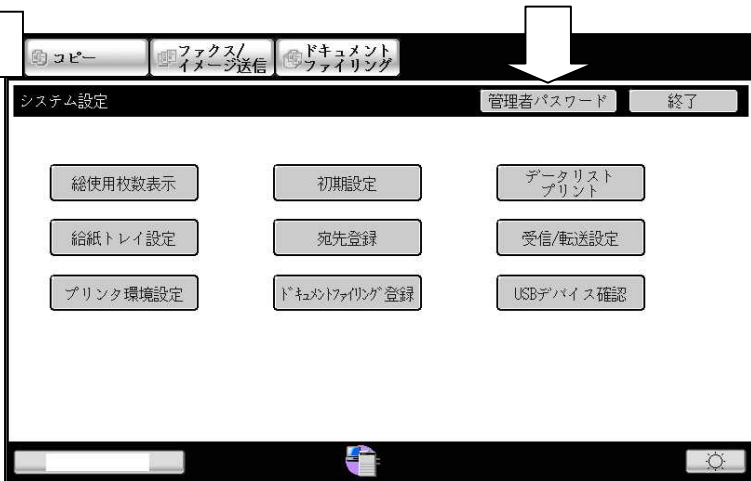 コピー
ファクス/
イメージ送信
ドキュメント
ファイリング
システム設定
管理者パスワード
終了
総使用枚数表示
初期設定
データリスト
プリント
給紙トレイ設定
宛先登録
受信/転送設定
プリンタ環境設定
ドキュメントファイリング登録
USBデバイス確認